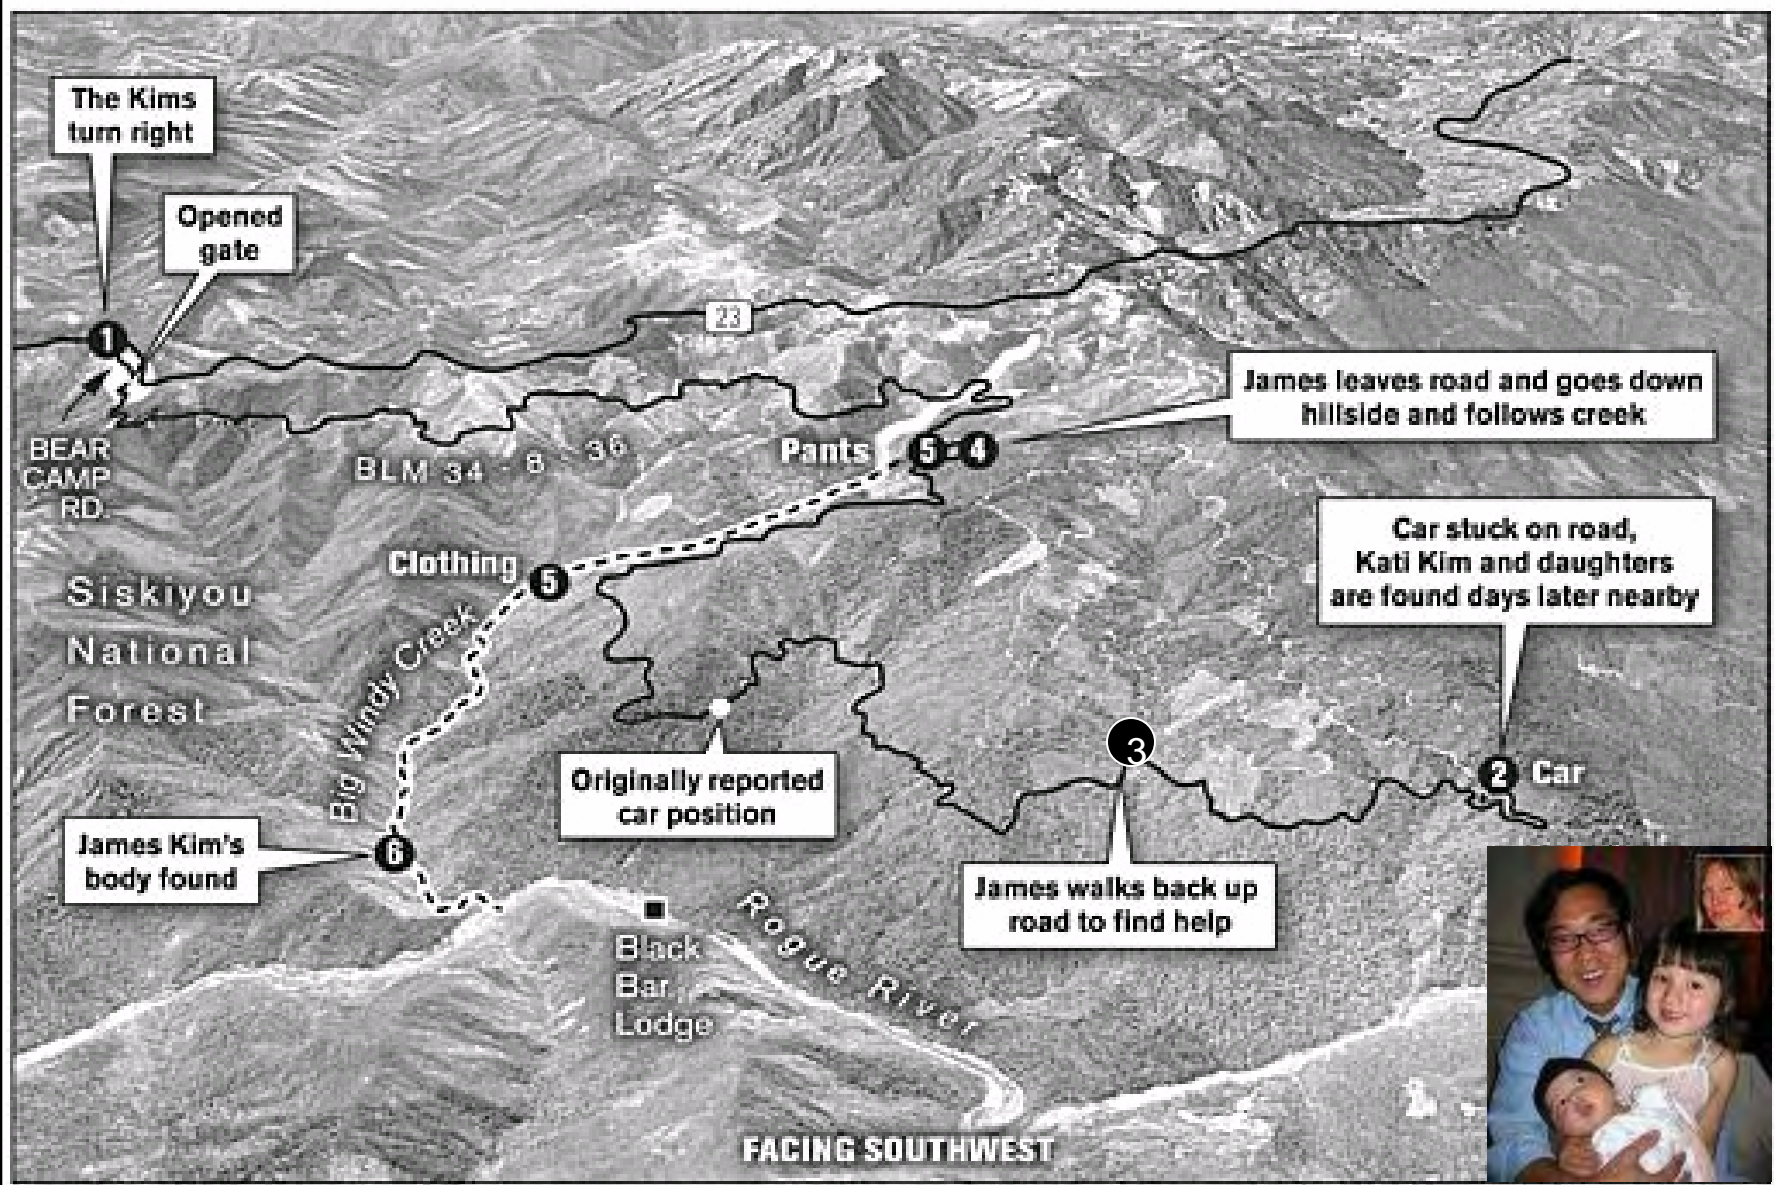 The Kims
turn right
Opened
gate
1
23
BEAR
CAMP
RD.
BLM 34 - 8 - 36
James leaves road and goes down
hillside and follows creek
Pants
5 - 4
Car stuck on road,
Kati Kim and daughters
are found days later nearby
Clothing
5
Siskiyou
National
Forest
Big Windy Creek
Originally reported
car position
3
2
Car
James Kim's
body found
6
James walks back up
road to find help
Black
Bar
Lodge
Rogue River
FACING SOUTHWEST